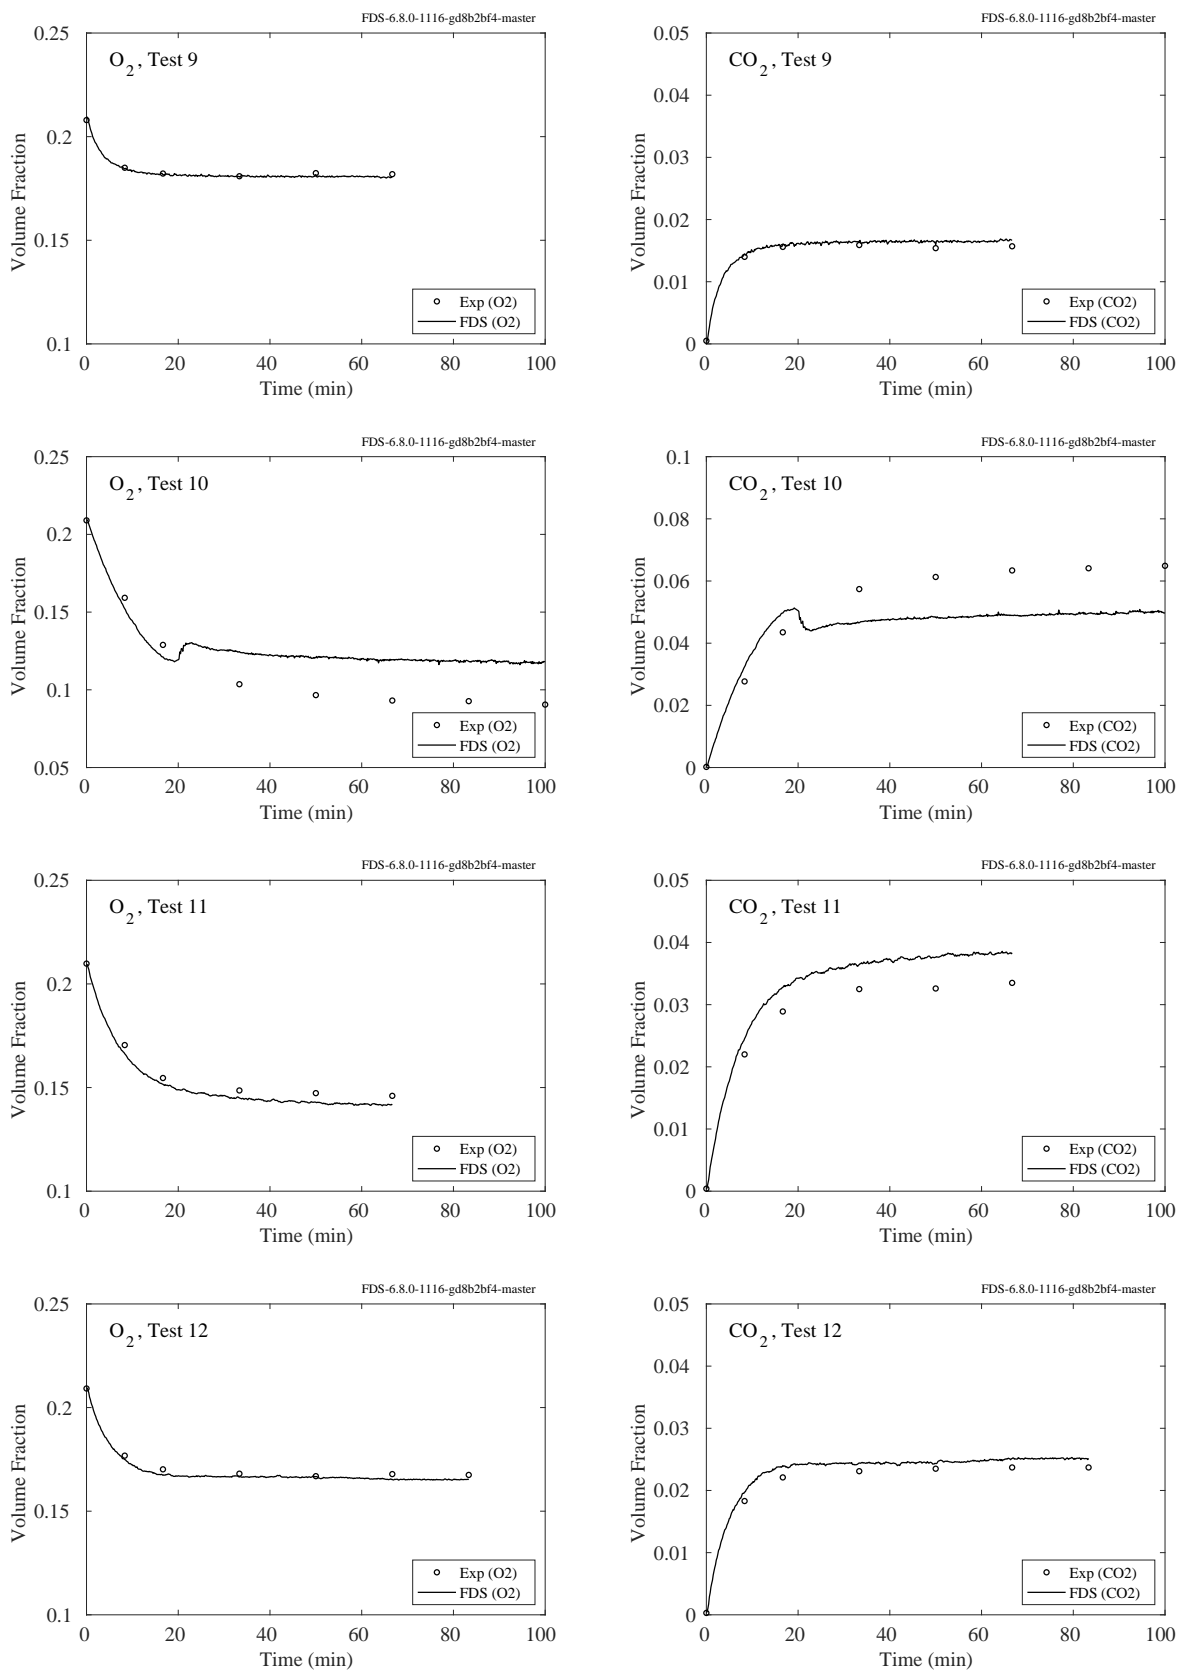 FDS-6.8.0-1116-gd8b2bf4-master
O2, Test 9
0.25
0.2
0.15
0.1
Volume Fraction
Exp (O2)
FDS (O2)
0 20 40 60 80 100
Time (min)
FDS-6.8.0-1116-gd8b2bf4-master
CO2, Test 9
0.05
0.04
0.03
0.02
0.01
0
Volume Fraction
Exp (CO2)
FDS (CO2)
0 20 40 60 80 100
Time (min)
FDS-6.8.0-1116-gd8b2bf4-master
O2, Test 10
0.25
0.2
0.15
0.1
0.05
Volume Fraction
Exp (O2)
FDS (O2)
0 20 40 60 80 100
Time (min)
FDS-6.8.0-1116-gd8b2bf4-master
CO2, Test 10
0.1
0.08
0.06
0.04
0.02
0
Volume Fraction
Exp (CO2)
FDS (CO2)
0 20 40 60 80 100
Time (min)
FDS-6.8.0-1116-gd8b2bf4-master
O2, Test 11
0.25
0.2
0.15
0.1
Volume Fraction
Exp (O2)
FDS (O2)
0 20 40 60 80 100
Time (min)
FDS-6.8.0-1116-gd8b2bf4-master
CO2, Test 11
0.05
0.04
0.03
0.02
0.01
0
Volume Fraction
Exp (CO2)
FDS (CO2)
0 20 40 60 80 100
Time (min)
FDS-6.8.0-1116-gd8b2bf4-master
O2, Test 12
0.25
0.2
0.15
0.1
Volume Fraction
Exp (O2)
FDS (O2)
0 20 40 60 80 100
Time (min)
FDS-6.8.0-1116-gd8b2bf4-master
CO2, Test 12
0.05
0.04
0.03
0.02
0.01
0
Volume Fraction
Exp (CO2)
FDS (CO2)
0 20 40 60 80 100
Time (min)